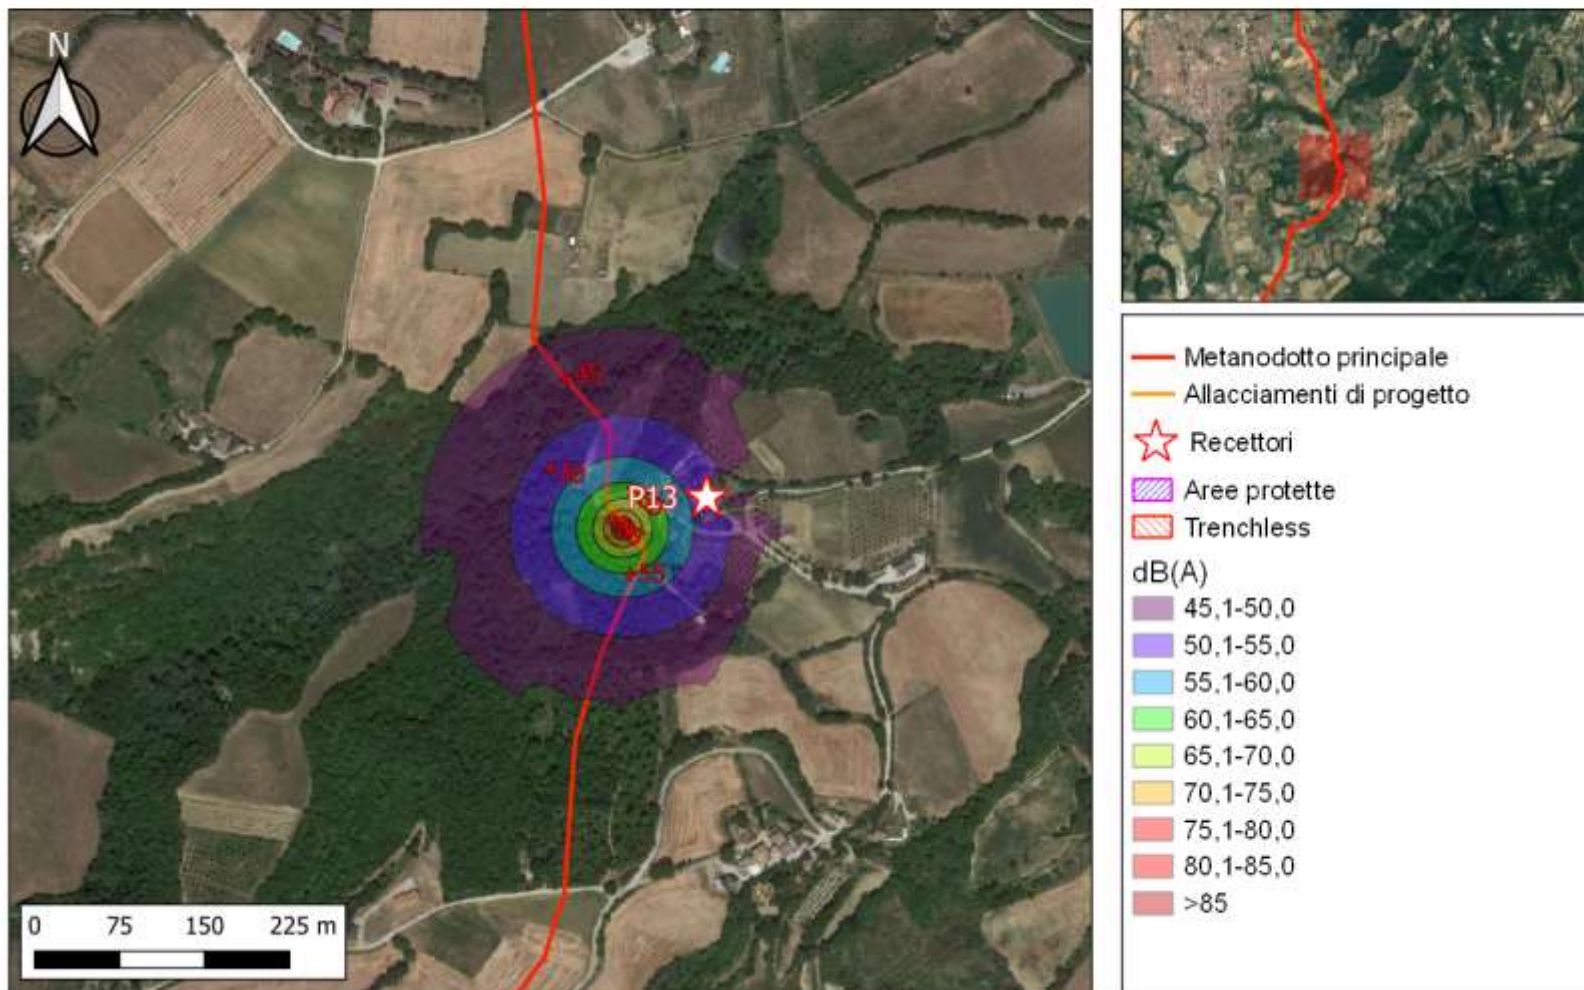 N
P13
0 75 150 225 m
Metanodotto principale
Allacciamenti di progetto
Recettori
Aree protette
Trenchless
dB(A)
45,1-50,0
50,1-55,0
55,1-60,0
60,1-65,0
65,1-70,0
70,1-75,0
75,1-80,0
80,1-85,0
>85